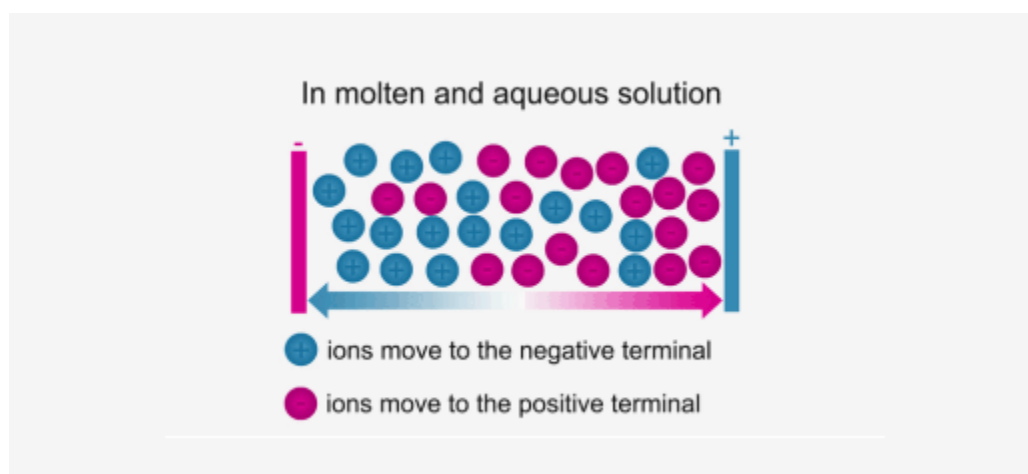 In molten and aqueous solution
- +
+ ions move to the negative terminal
- ions move to the positive terminal